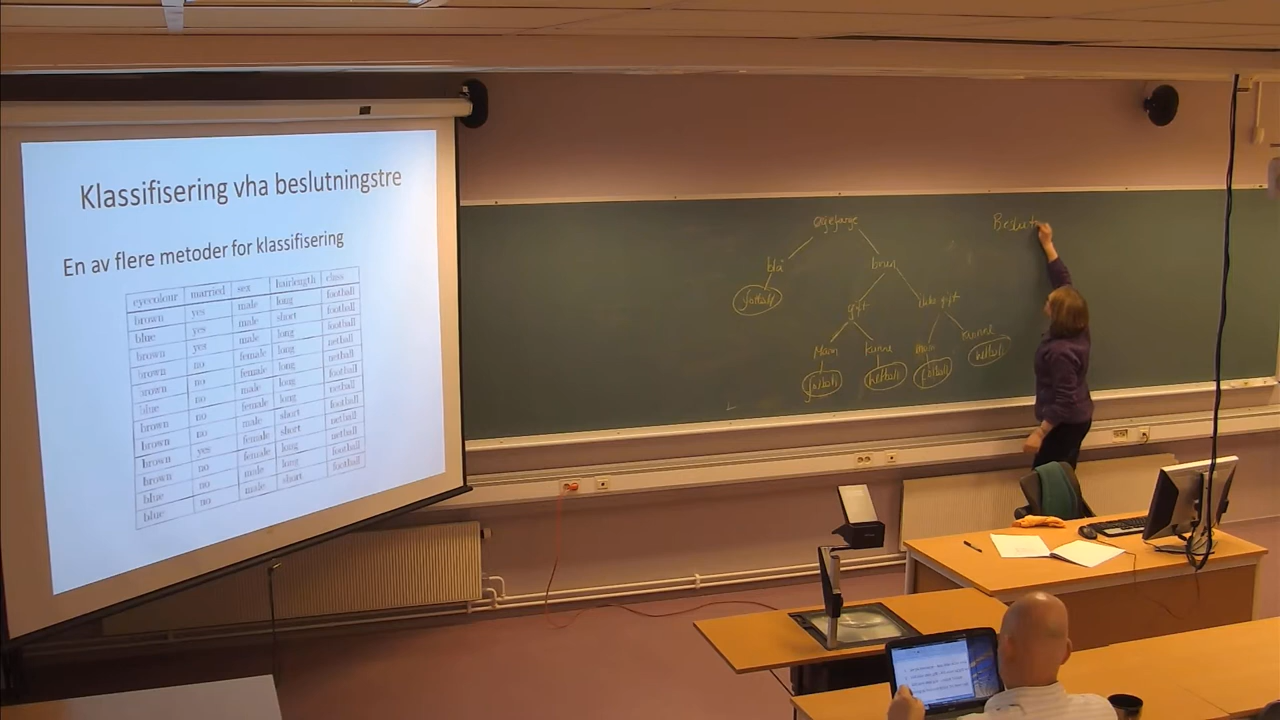 Klassifisering vha beslutningstre
En av flere metoder for klassifisering
eyecolour married sex hairlength class
brown yes male long football
blue yes male short football
brown yes male long football
brown no female long netball
brown no female long netball
blue no male long football
brown no female long netball
brown no male short football
brown yes female short netball
brown no female long netball
blue no male long football
blue no male short football
Øyefarge
blå brun
fotball
gift ikke gift
Mann kvinne mann kvinne
fotball nettball fotball nettball